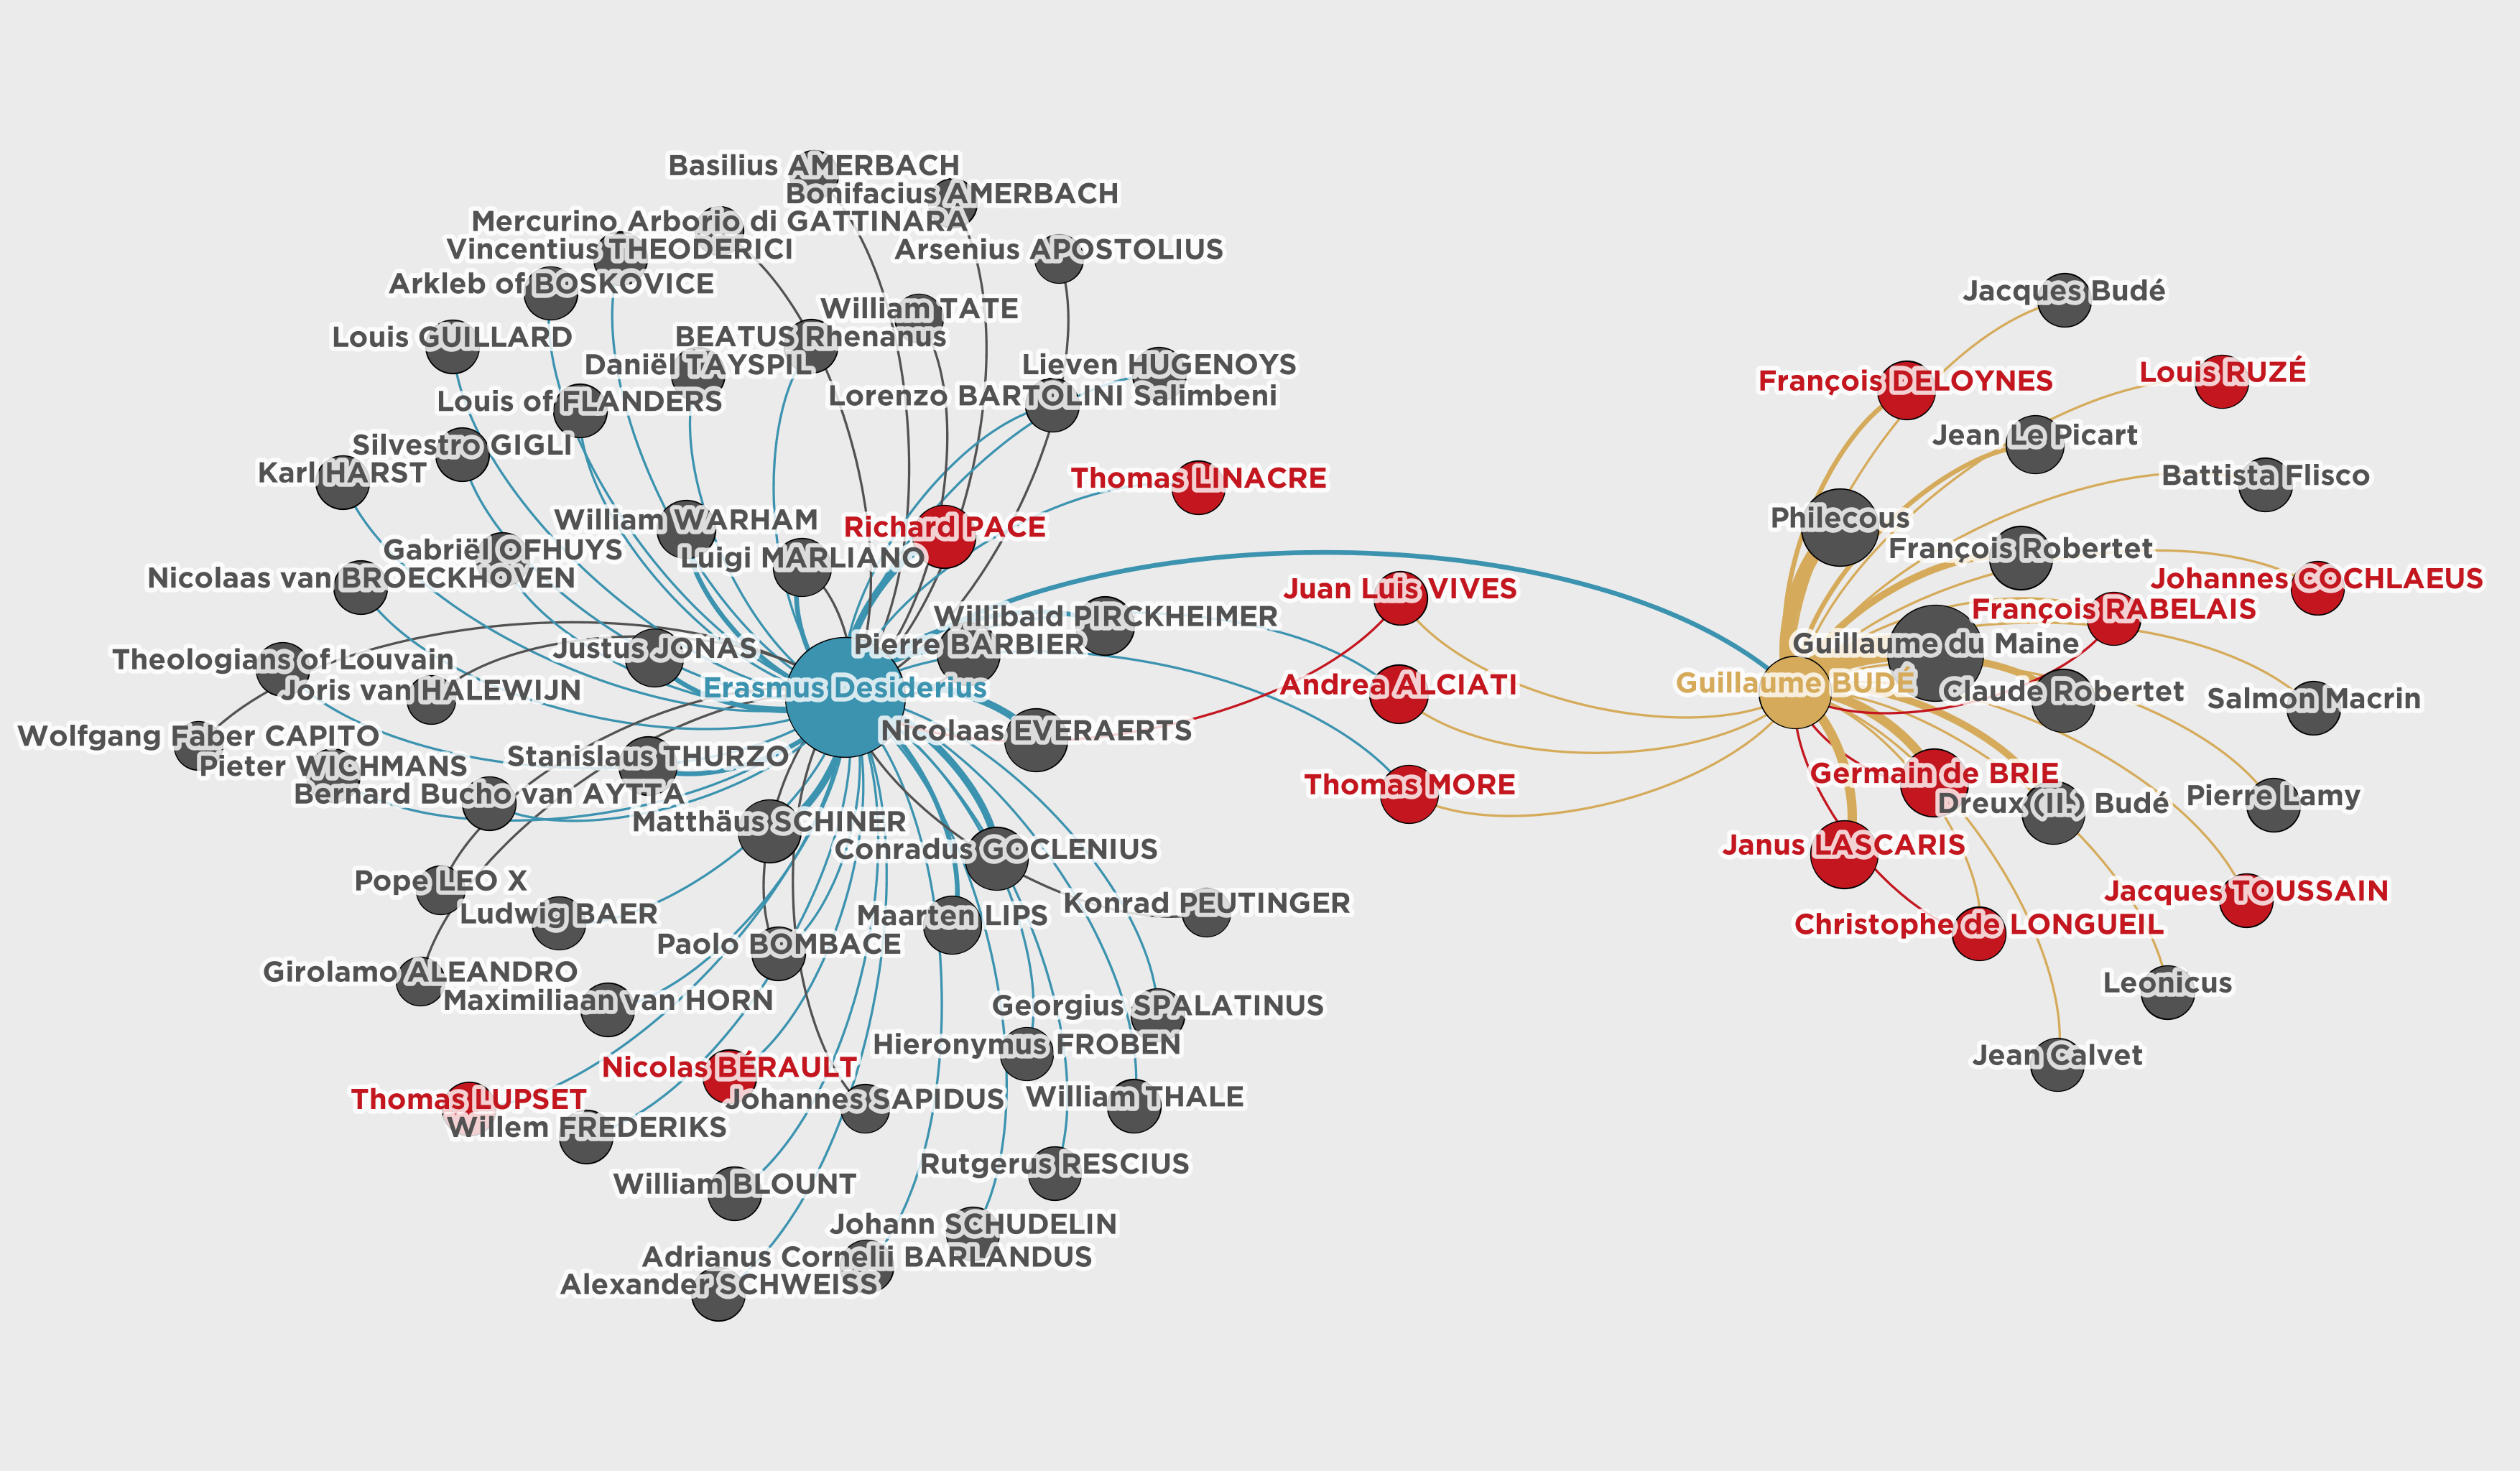 Basilius AMERBACH
Bonifacius AMERBACH
Mercurino Arborio di GATTINARA
Vincentius THEODERICI
Arsenius APOSTOLIUS
Arkleb of BOSKOVICE
William TATE
Louis GUILLARD
BEATUS Rhenanus
Daniël TAYSPIL
Lieven HUGENOYS
Louis of FLANDERS
Lorenzo BARTOLINI Salimbeni
Silvestro GIGLI
Karl HARST
Thomas LINACRE
William WARHAM
Richard PACE
Gabriël OFHUYS
Luigi MARLIANO
Nicolaas van BROECKHOVEN
Willibald PIRCKHEIMER
Justus JONAS
Pierre BARBIER
Theologians of Louvain
Joris van HALEWIJN
Erasmus Desiderius
Wolfgang Faber CAPITO
Nicolaas EVERAERTS
Pieter WICHMANS
Stanislaus THURZO
Bernard Bucho van AYTTA
Matthäus SCHINER
Conradus GOCLENIUS
Pope LEO X
Ludwig BAER
Maarten LIPS
Konrad PEUTINGER
Paolo BOMBACE
Girolamo ALEANDRO
Maximiliaan van HORN
Georgius SPALATINUS
Hieronymus FROBEN
Nicolas BÉRAULT
Thomas LUPSET
Johannes SAPIDUS
William THALE
Willem FREDERIKS
Rutgerus RESCIUS
William BLOUNT
Johann SCHUDELIN
Adrianus Cornelii BARLANDUS
Alexander SCHWEISS
Juan Luis VIVES
Andrea ALCIATI
Thomas MORE
Jacques Budé
François DELOYNES
Louis RUZÉ
Jean Le Picart
Battista Flisco
Philecous
François Robertet
Johannes COCHLAEUS
François RABELAIS
Guillaume du Maine
Guillaume BUDÉ
Claude Robertet
Salmon Macrin
Germain de BRIE
Dreux (II.) Budé
Pierre Lamy
Janus LASCARIS
Jacques TOUSSAIN
Christophe de LONGUEIL
Leonicus
Jean Calvet